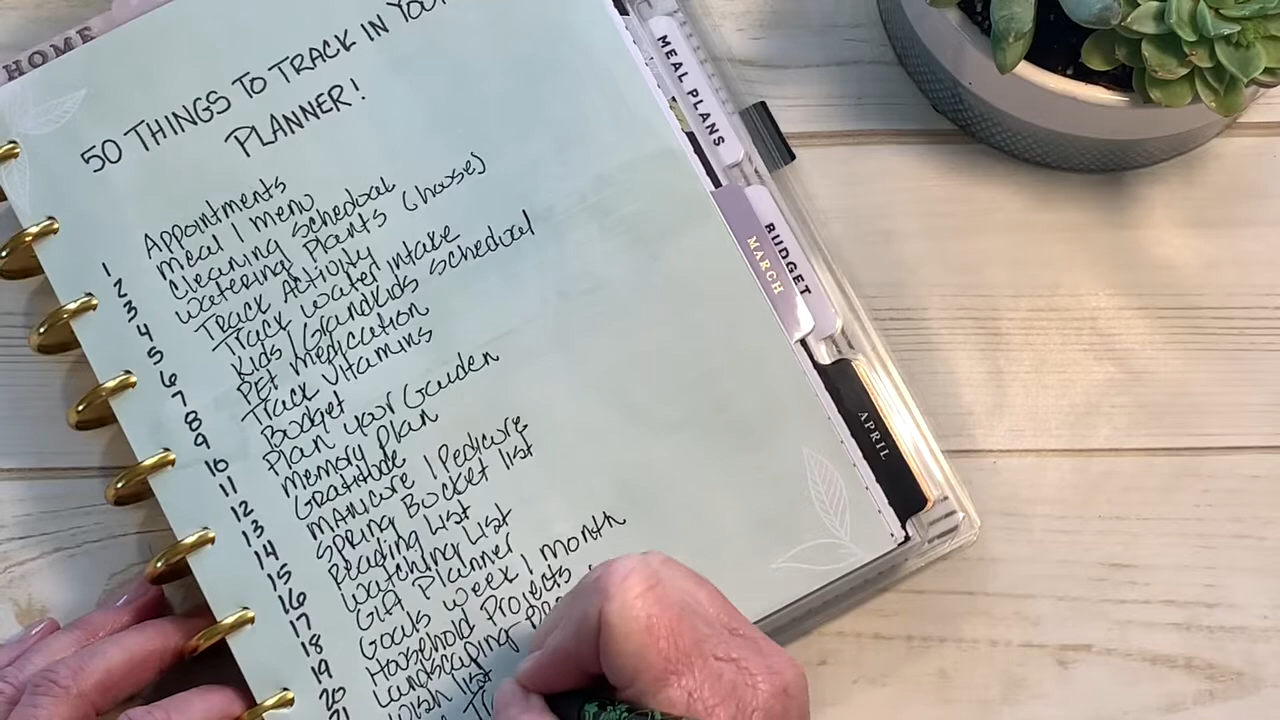 HOME
50 THINGS TO TRACK IN YOUR
PLANNER!
1 Appointments
2 Meal / menu
3 Cleaning Schedoal
4 Watering Plants (house)
5 Track Activity
6 Track water intake
7 Kids / Grandkids schedoal
8 PET medication
9 Track vitamins
10 Budget
11 Plan your Garden
12 Memory Plan
13 Gratitude
14 MANicure / Pedicure
15 Spring Bucket list
16 Reading list
17 Watching List
18 Gift Planner
19 Goals week / month
20 Household Projects
21 Landscaping
Wish list
MEAL PLANS
BUDGET
MARCH
APRIL